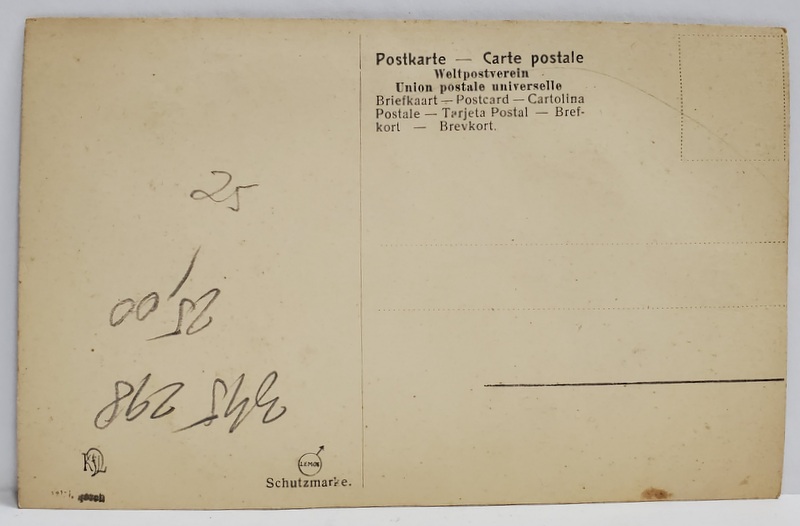 Postkarte — Carte postale
Weltpostverein
Union postale universelle
Briefkaart — Postcard — Cartolina
Postale — Tarjeta Postal — Bref-
kort — Brevkort.
25
25,00
345 298
LEMOS
Schutzmarke.